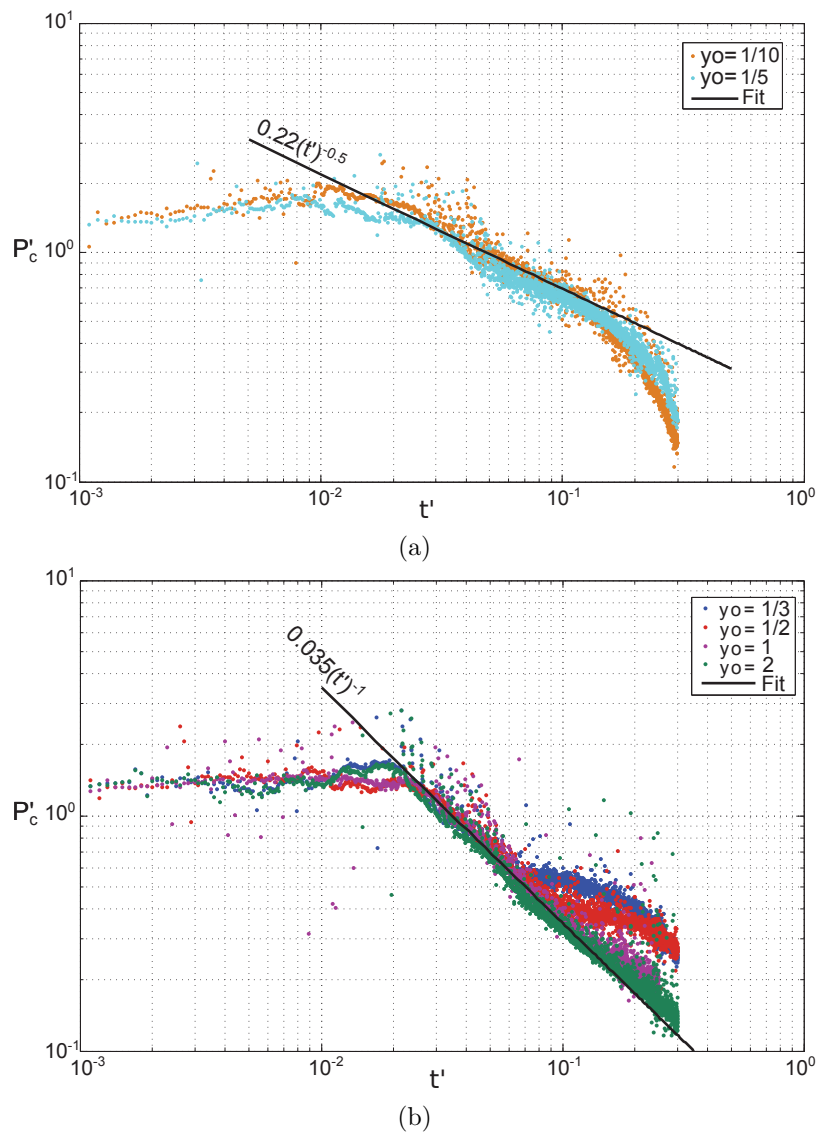 10^1
yo= 1/10
yo= 1/5
Fit
0.22(t')^-0.5
P'c
10^0
10^-1
10^-3
10^-2
10^-1
10^0
t'
(a)
10^1
yo= 1/3
yo= 1/2
yo= 1
yo= 2
Fit
0.035(t')^-1
P'c
10^0
10^-1
10^-3
10^-2
10^-1
10^0
t'
(b)